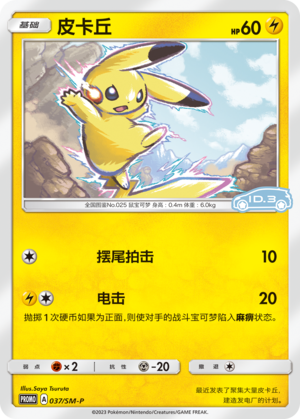 基础 皮卡丘 HP60
ID.3
全国图鉴No.025 鼠宝可梦 身高：0.4m 体重：6.0kg
摆尾拍击 10
电击 20
抛掷1次硬币如果为正面，则使对手的战斗宝可梦陷入麻痹状态。
弱点 ×2 抗性 -20 撤退
Illus.Saya Tsuruta
PROMO A 037/SM-P
最近发表了聚集大量皮卡丘、
建造发电厂的计划。
©2023 Pokémon/Nintendo/Creatures/GAME FREAK.